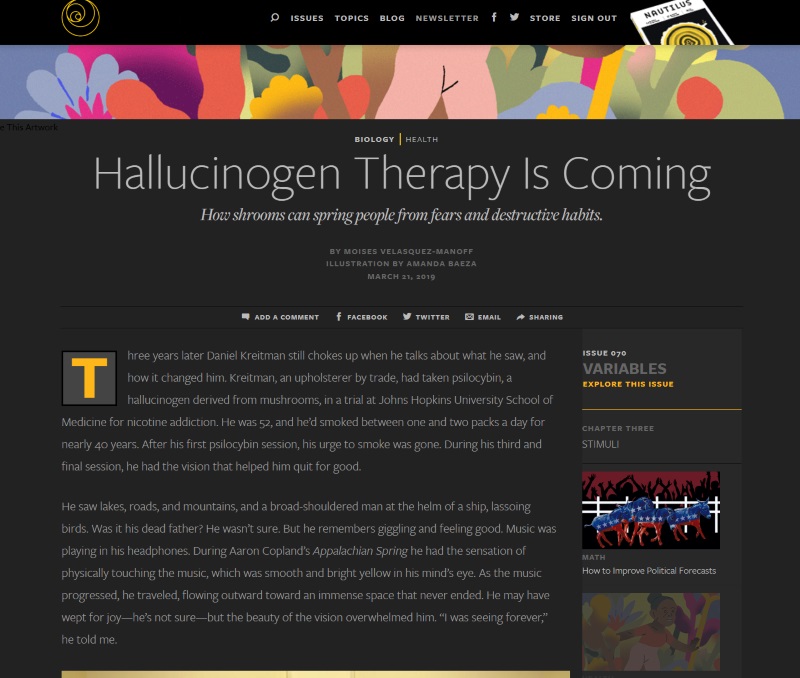 ISSUES TOPICS BLOG NEWSLETTER STORE SIGN OUT
NAUTILUS
e This Artwork
BIOLOGY | HEALTH
Hallucinogen Therapy Is Coming
How shrooms can spring people from fears and destructive habits.
BY MOISES VELASQUEZ-MANOFF
ILLUSTRATION BY AMANDA BAEZA
MARCH 21, 2019
ADD A COMMENT FACEBOOK TWITTER EMAIL SHARING
Three years later Daniel Kreitman still chokes up when he talks about what he saw, and
how it changed him. Kreitman, an upholsterer by trade, had taken psilocybin, a
hallucinogen derived from mushrooms, in a trial at Johns Hopkins University School of
Medicine for nicotine addiction. He was 52, and he’d smoked between one and two packs a day for
nearly 40 years. After his first psilocybin session, his urge to smoke was gone. During his third and
final session, he had the vision that helped him quit for good.
He saw lakes, roads, and mountains, and a broad-shouldered man at the helm of a ship, lassoing
birds. Was it his dead father? He wasn’t sure. But he remembers giggling and feeling good. Music was
playing in his headphones. During Aaron Copland’s Appalachian Spring he had the sensation of
physically touching the music, which was smooth and bright yellow in his mind’s eye. As the music
progressed, he traveled, flowing outward toward an immense space that never ended. He may have
wept for joy—he’s not sure—but the beauty of the vision overwhelmed him. “I was seeing forever,”
he told me.
ISSUE 070
VARIABLES
EXPLORE THIS ISSUE
CHAPTER THREE
STIMULI
MATH
How to Improve Political Forecasts